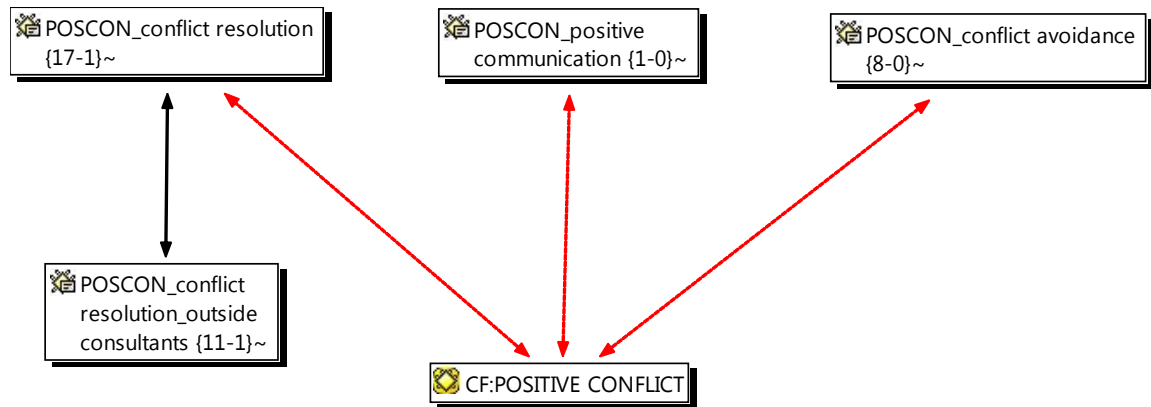 POSCON_conflict resolution
{17-1}~
POSCON_positive
communication {1-0}~
POSCON_conflict avoidance
{8-0}~
POSCON_conflict
resolution_outside
consultants {11-1}~
CF:POSITIVE CONFLICT